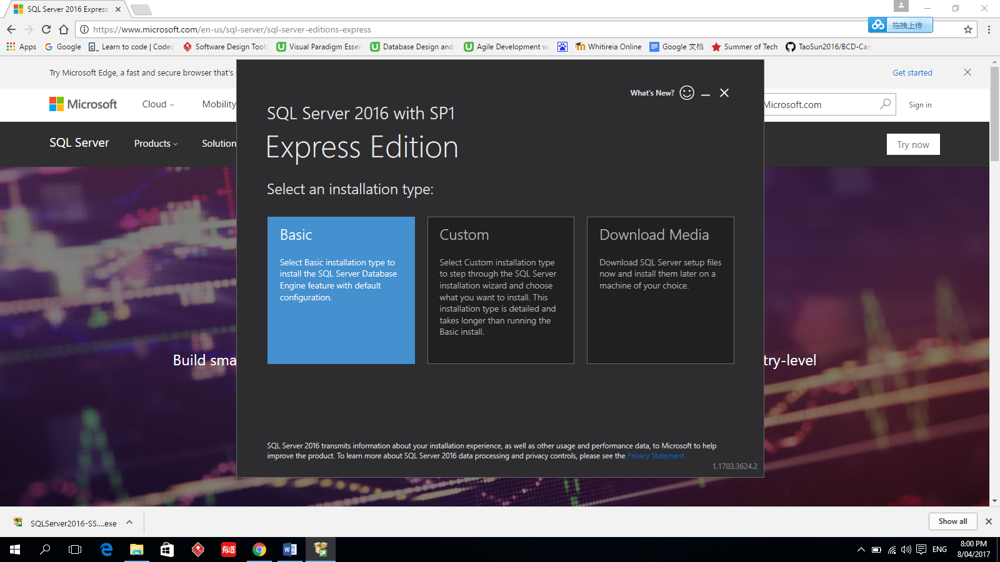 SQL Server 2016 Express
https://www.microsoft.com/en-us/sql-server/sql-server-editions-express
拖拽上传
Apps
Google
Learn to code | Codec
Software Design Tools
Visual Paradigm Essen
Database Design and
Agile Development w
Whitireia Online
Google 文档
Summer of Tech
TaoSun2016/BCD-Car
Try Microsoft Edge, a fast and secure browser that's
Get started
Microsoft
Cloud
Mobility
Microsoft.com
Sign in
SQL Server
Products
Solution
Try now
What's New?
SQL Server 2016 with SP1
Express Edition
Select an installation type:
Basic
Select Basic installation type to
install the SQL Server Database
Engine feature with default
configuration.
Custom
Select Custom installation type
to step through the SQL Server
installation wizard and choose
what you want to install. This
installation type is detailed and
takes longer than running the
Basic install.
Download Media
Download SQL Server setup files
now and install them later on a
machine of your choice.
Build sma
try-level
SQL Server 2016 transmits information about your installation experience, as well as other usage and performance data, to Microsoft to help
improve the product. To learn more about SQL Server 2016 data processing and privacy controls, please see the Privacy Statement
1.1703.3624.2
SQLServer2016-SS....exe
Show all
有道
ENG
8:00 PM
8/04/2017